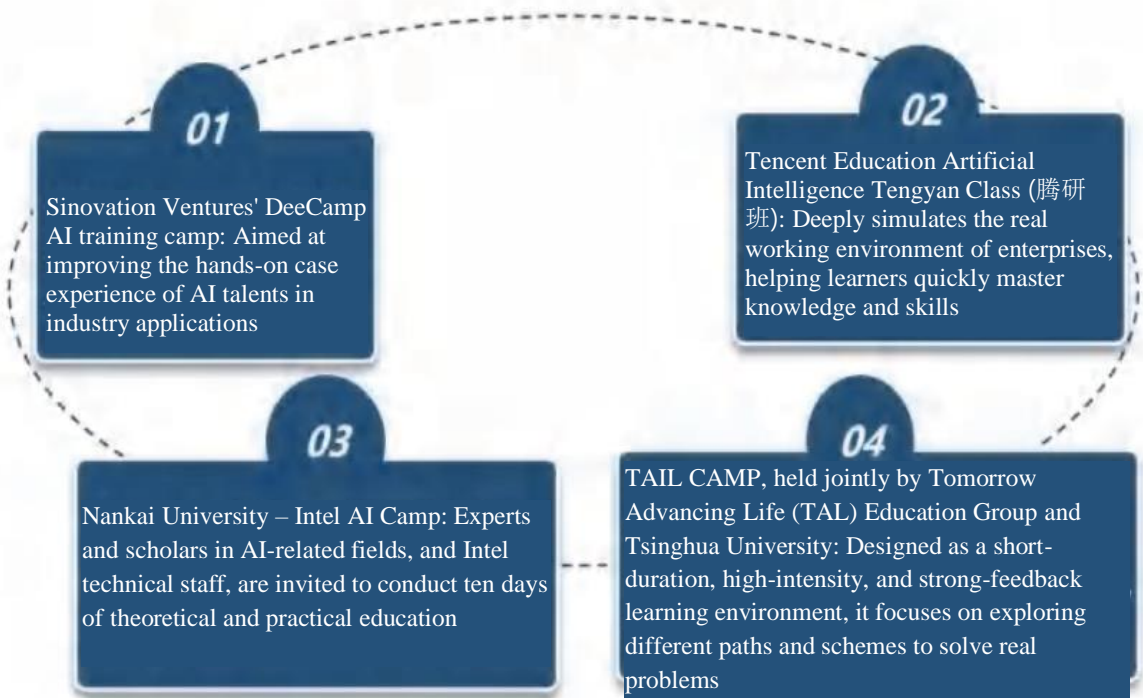 01
Sinovation Ventures' DeeCamp
AI training camp: Aimed at
improving the hands-on case
experience of AI talents in
industry applications
02
Tencent Education Artificial
Intelligence Tengyan Class (腾研
班): Deeply simulates the real
working environment of enterprises,
helping learners quickly master
knowledge and skills
03
Nankai University – Intel AI Camp: Experts
and scholars in AI-related fields, and Intel
technical staff, are invited to conduct ten days
of theoretical and practical education
04
TAIL CAMP, held jointly by Tomorrow
Advancing Life (TAL) Education Group and
Tsinghua University: Designed as a short-
duration, high-intensity, and strong-feedback
learning environment, it focuses on exploring
different paths and schemes to solve real
problems